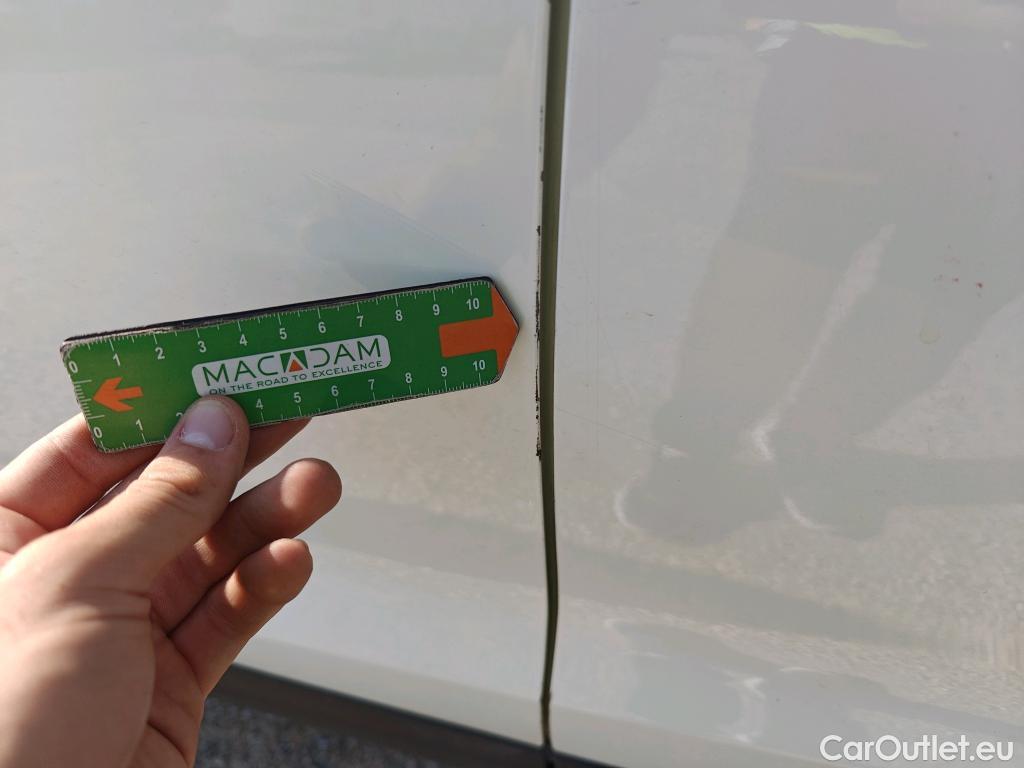 0 1 2 3 4 5 6 7 8 9 10
MACADAM
ON THE ROAD TO EXCELLENCE
0 1 4 5 6 7 8 9 10
CarOutlet.eu